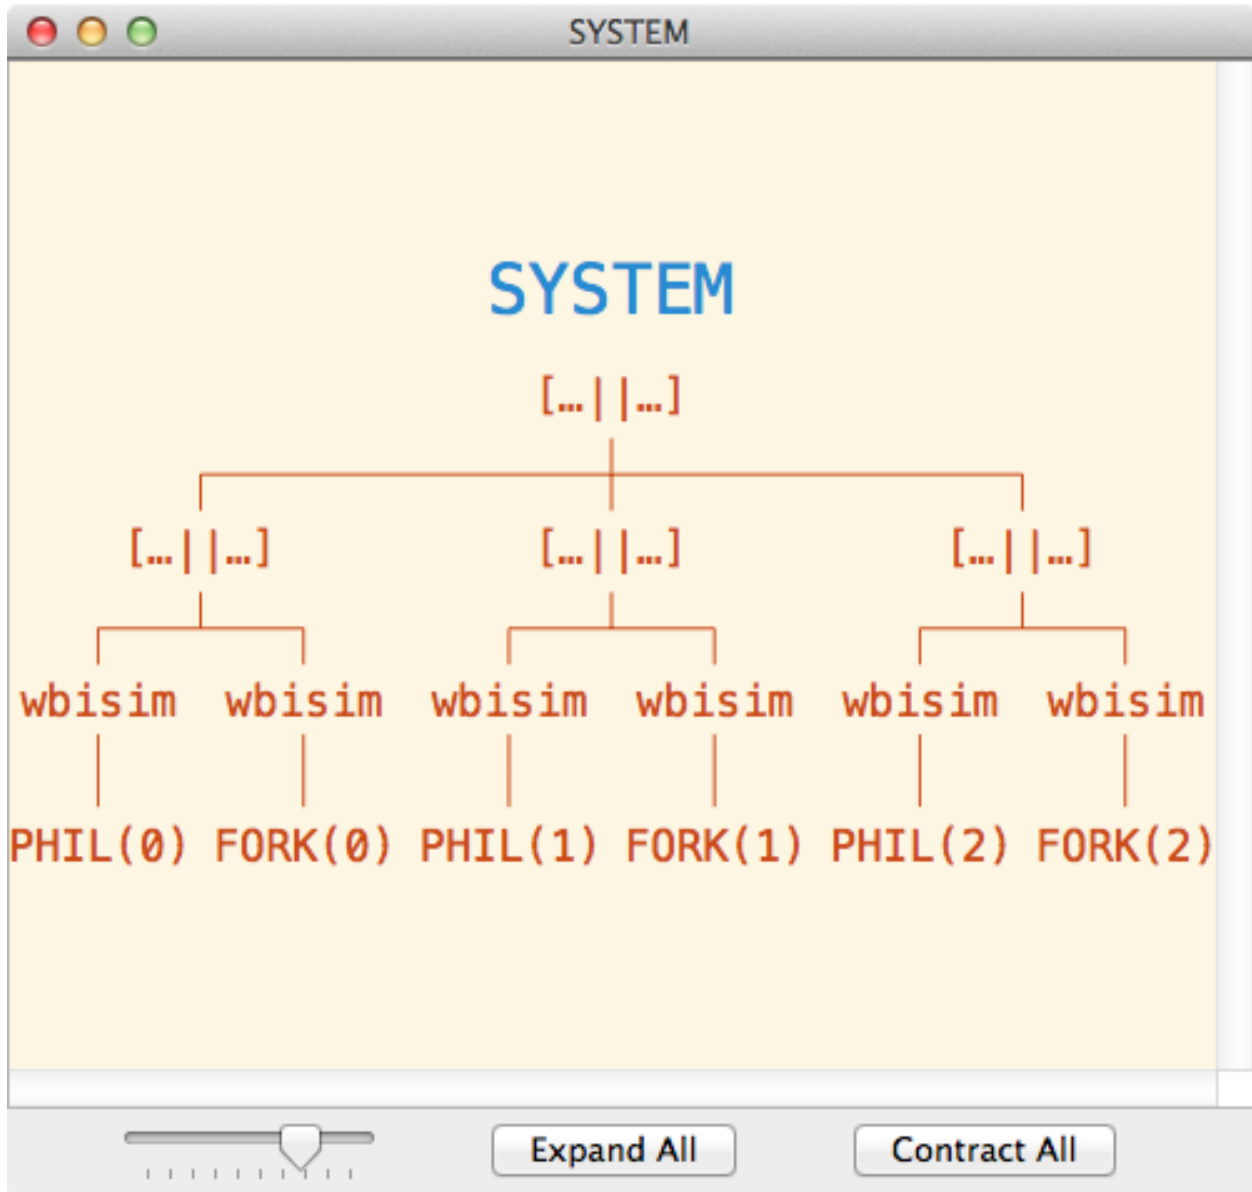 SYSTEM
SYSTEM
[…||…]
[…||…] […||…] […||…]
wbisim wbisim wbisim wbisim wbisim wbisim
PHIL(0) FORK(0) PHIL(1) FORK(1) PHIL(2) FORK(2)
Expand All Contract All